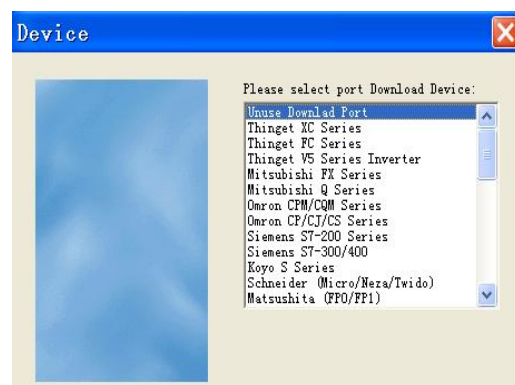 Device
Please select port Download Device:
Unuse Downlad Port
Thinget XC Series
Thinget FC Series
Thinget V5 Series Inverter
Mitsubishi FX Series
Mitsubishi Q Series
Omron CPM/CQM Series
Omron CP/CJ/CS Series
Siemens S7-200 Series
Siemens S7-300/400
Koyo S Series
Schneider (Micro/Neza/Twido)
Matsushita (FP0/FP1)